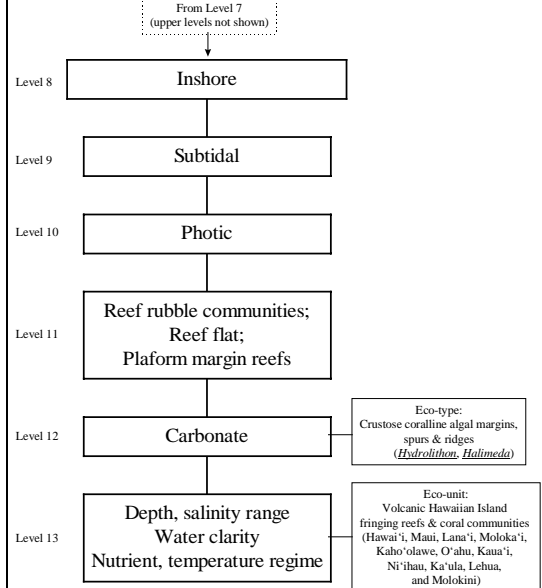 From Level 7
(upper levels not shown)
Level 8
Inshore
Level 9
Subtidal
Level 10
Photic
Level 11
Reef rubble communities;
Reef flat;
Plaform margin reefs
Level 12
Carbonate
Eco-type:
Crustose coralline algal margins,
spurs & ridges
(Hydrolithon, Halimeda)
Level 13
Depth, salinity range
Water clarity
Nutrient, temperature regime
Eco-unit:
Volcanic Hawaiian Island
fringing reefs & coral communities
(Hawai‘i, Maui, Lana‘i, Moloka‘i,
Kaho‘olawe, O‘ahu, Kaua‘i,
Ni‘ihau, Ka‘ula, Lehua,
and Molokini)